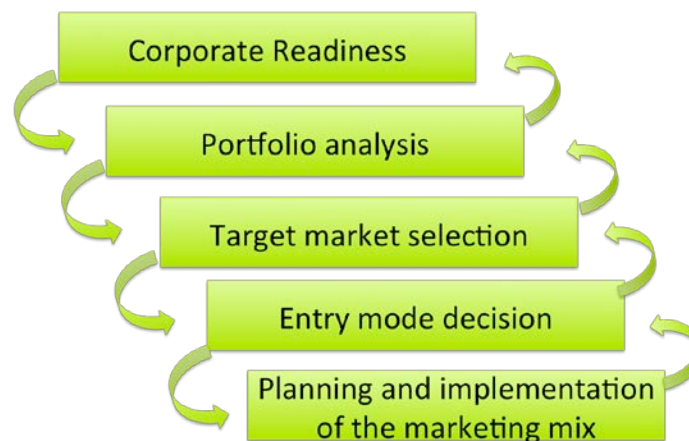 Corporate Readiness
Portfolio analysis
Target market selection
Entry mode decision
Planning and implementation
of the marketing mix